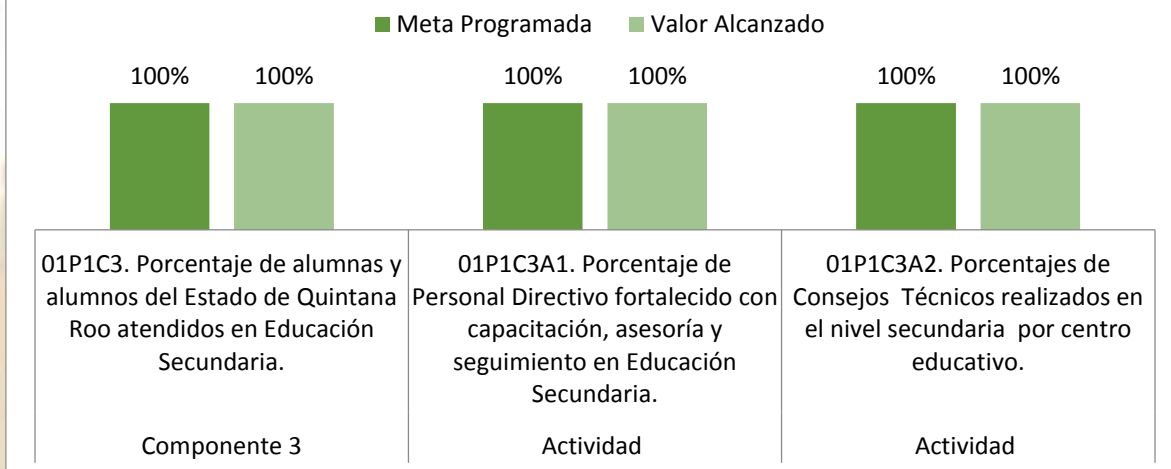 Meta Programada Valor Alcanzado
100% 100% 100% 100% 100% 100%
01P1C3. Porcentaje de alumnas y
alumnos del Estado de Quintana
Roo atendidos en Educación
Secundaria.
01P1C3A1. Porcentaje de
Personal Directivo fortalecido con
capacitación, asesoría y
seguimiento en Educación
Secundaria.
01P1C3A2. Porcentajes de
Consejos  Técnicos realizados en
el nivel secundaria  por centro
educativo.
Componente 3 Actividad Actividad